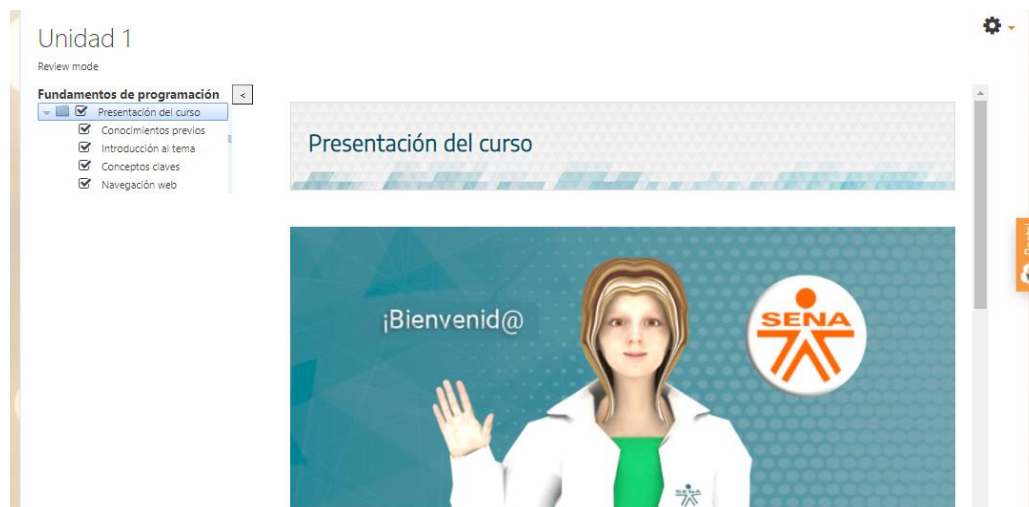 Unidad 1
Review mode
Fundamentos de programación
<
Presentación del curso
Conocimientos previos
Introducción al tema
Conceptos claves
Navegación web
Presentación del curso
¡Bienvenid@
SENA
SENA